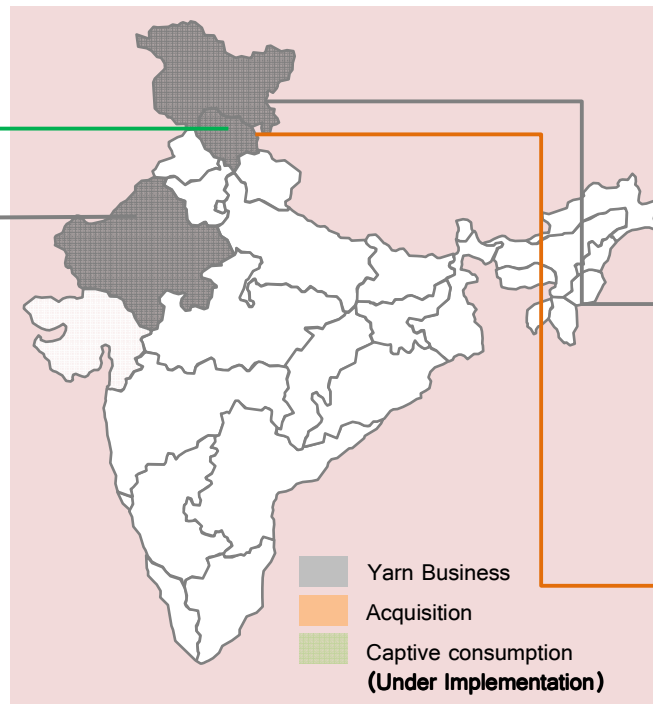 Yarn Business
Acquisition
Captive consumption
(Under Implementation)